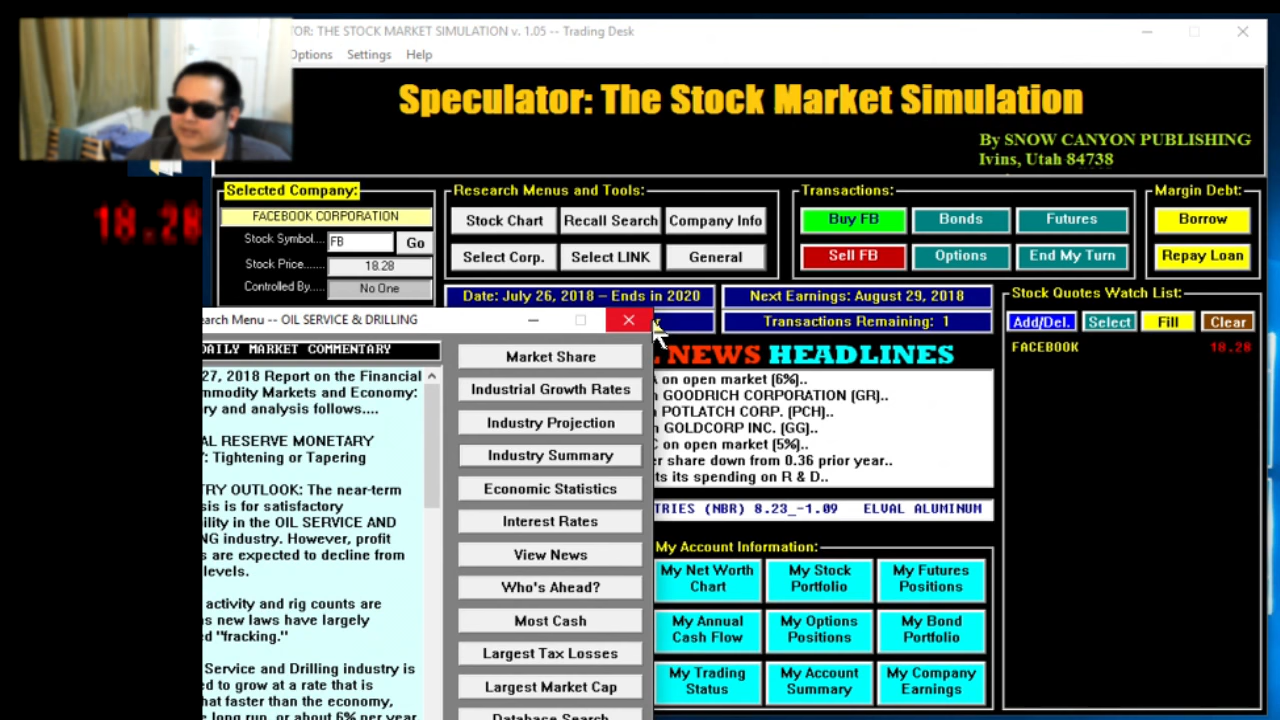 OR: THE STOCK MARKET SIMULATION v. 1.05 -- Trading Desk
Options Settings Help
Speculator: The Stock Market Simulation
By SNOW CANYON PUBLISHING
Ivins, Utah 84738
18.28
Selected Company:
FACEBOOK CORPORATION
Stock Symbol.... FB Go
Stock Price....... 18.28
Controlled By..... No One
Research Menus and Tools:
Stock Chart Recall Search Company Info
Select Corp. Select LINK General
Transactions:
Buy FB Bonds Futures
Sell FB Options End My Turn
Margin Debt:
Borrow
Repay Loan
Date: July 26, 2018 – Ends in 2020 Next Earnings: August 29, 2018
Transactions Remaining: 1
Stock Quotes Watch List:
Add/Del. Select Fill Clear
FACEBOOK 18.28
earch Menu -- OIL SERVICE & DRILLING
DAILY MARKET COMMENTARY
27, 2018 Report on the Financial
mmodity Markets and Economy:
ry and analysis follows....
AL RESERVE MONETARY
: Tightening or Tapering
TRY OUTLOOK: The near-term
sis is for satisfactory
bility in the OIL SERVICE AND
NG industry. However, profit
s are expected to decline from
levels.
activity and rig counts are
s new laws have largely
d "fracking."
Service and Drilling industry is
ed to grow at a rate that is
hat faster than the economy,
long run, or about 6% per year
Market Share
Industrial Growth Rates
Industry Projection
Industry Summary
Economic Statistics
Interest Rates
View News
Who's Ahead?
Most Cash
Largest Tax Losses
Largest Market Cap
Database Search
NEWS HEADLINES
on open market (6%)..
GOODRICH CORPORATION (GR)..
POTLATCH CORP. (PCH)..
GOLDCORP INC. (GG)..
C on open market (5%)..
er share down from 0.36 prior year..
ts its spending on R & D..
TRIES (NBR) 8.23_-1.09 ELVAL ALUMINUM
My Account Information:
My Net Worth Chart
My Stock Portfolio
My Futures Positions
My Annual Cash Flow
My Options Positions
My Bond Portfolio
My Trading Status
My Account Summary
My Company Earnings